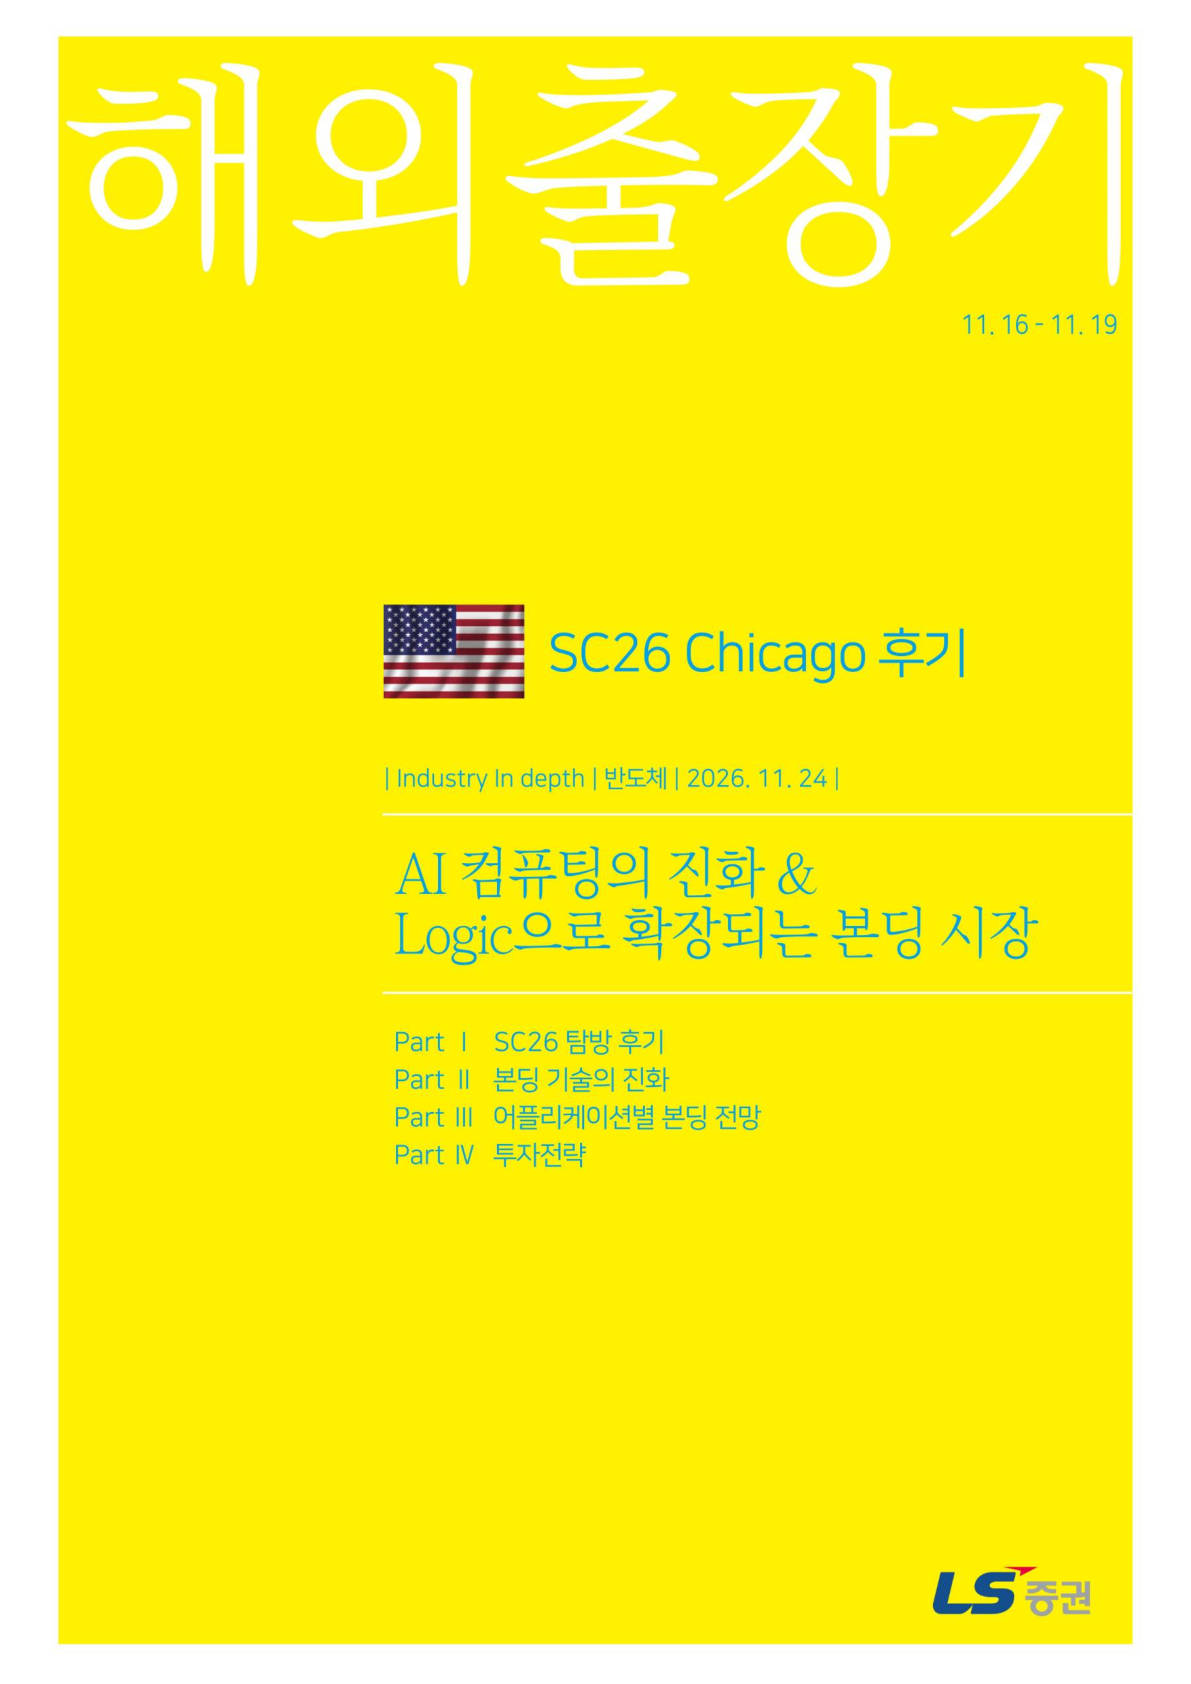 해외출장기
11. 16 - 11. 19
SC26 Chicago 후기
| Industry In depth | 반도체 | 2026. 11. 24 |
AI 컴퓨팅의 진화 &
Logic으로 확장되는 본딩 시장
Part Ⅰ SC26 탐방 후기
Part Ⅱ 본딩 기술의 진화
Part Ⅲ 어플리케이션별 본딩 전망
Part Ⅳ 투자전략
LS증권